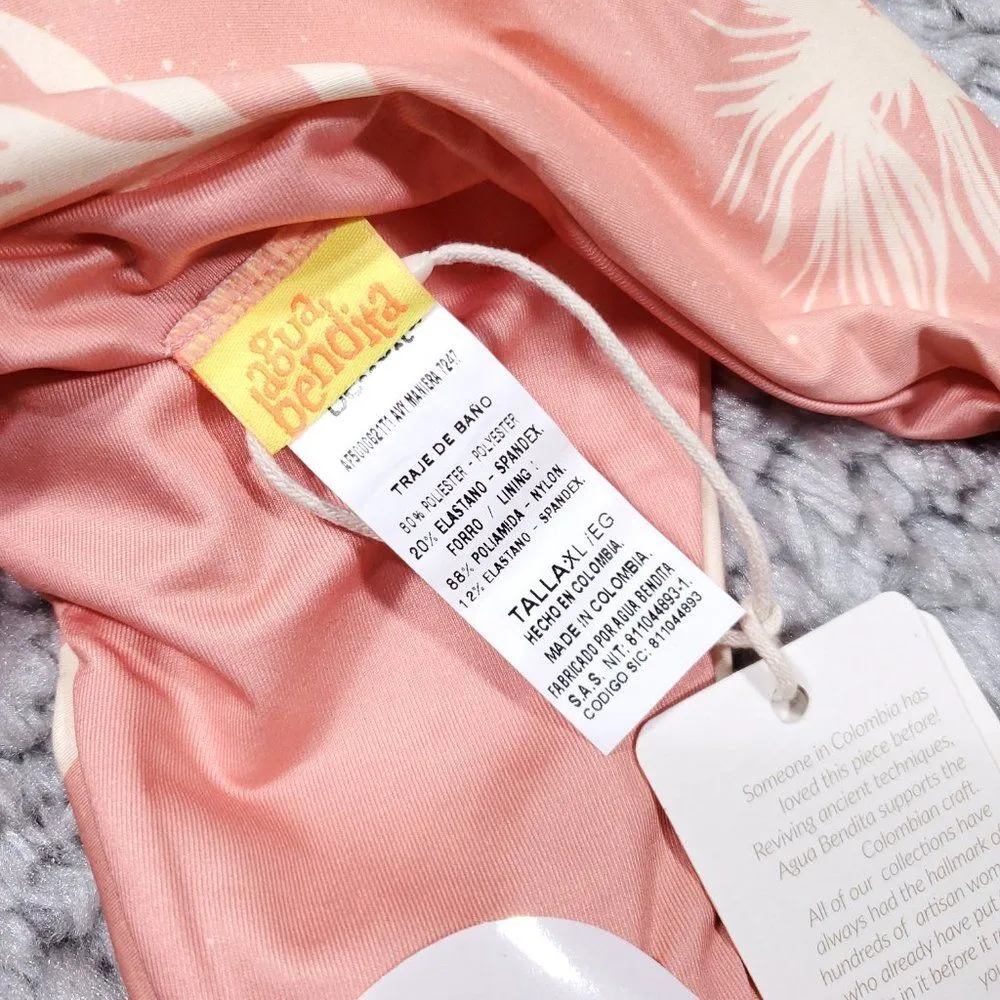 agua
bendita
AF5000621T1 AVY MANIERA 7247
TRAJE DE BAÑO
80% POLIESTER - POLYESTER
20% ELASTANO - SPANDEX.
FORRO / LINING :
88% POLIAMIDA - NYLON.
12% ELASTANO - SPANDEX.
TALLA:XL /EG
HECHO EN COLOMBIA.
MADE IN COLOMBIA.
FABRICADO POR AGUA BENDITA
S.A.S. NIT: 811044893-1.
CODIGO SIC: 811044893
Someone in Colombia has
loved this piece before!
Reviving ancient techniques,
Agua Bendita supports the
Colombian craft.
All of our collections have
always had the hallmark o
hundreds of artisan wom
who already have put
in it before it